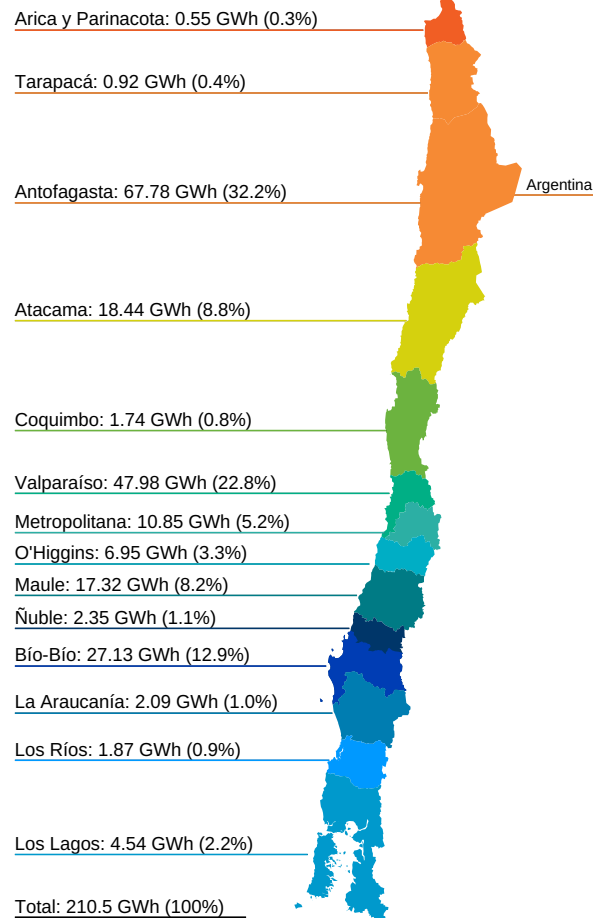 Arica y Parinacota: 0.55 GWh (0.3%)
Tarapacá: 0.92 GWh (0.4%)
Antofagasta: 67.78 GWh (32.2%)
Argentina
Atacama: 18.44 GWh (8.8%)
Coquimbo: 1.74 GWh (0.8%)
Valparaíso: 47.98 GWh (22.8%)
Metropolitana: 10.85 GWh (5.2%)
O'Higgins: 6.95 GWh (3.3%)
Maule: 17.32 GWh (8.2%)
Ñuble: 2.35 GWh (1.1%)
Bío-Bío: 27.13 GWh (12.9%)
La Araucanía: 2.09 GWh (1.0%)
Los Ríos: 1.87 GWh (0.9%)
Los Lagos: 4.54 GWh (2.2%)
Total: 210.5 GWh (100%)